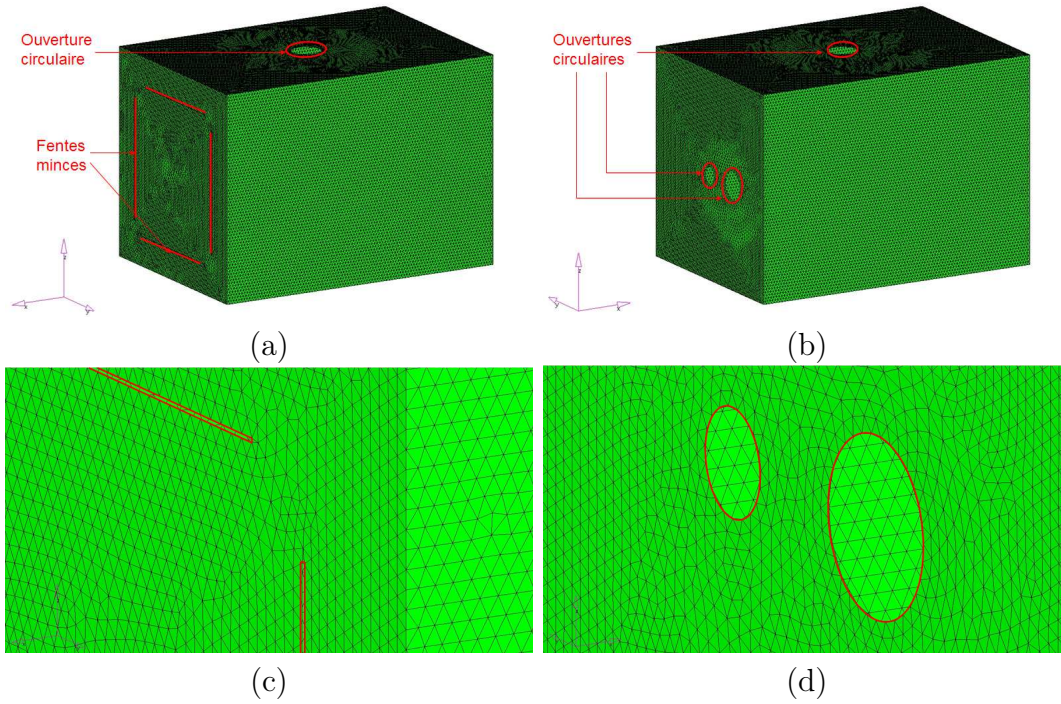 Ouverture
circulaire
Fentes
minces
z
x
y
(a)
Ouvertures
circulaires
z
y
x
(b)
(c)
(d)